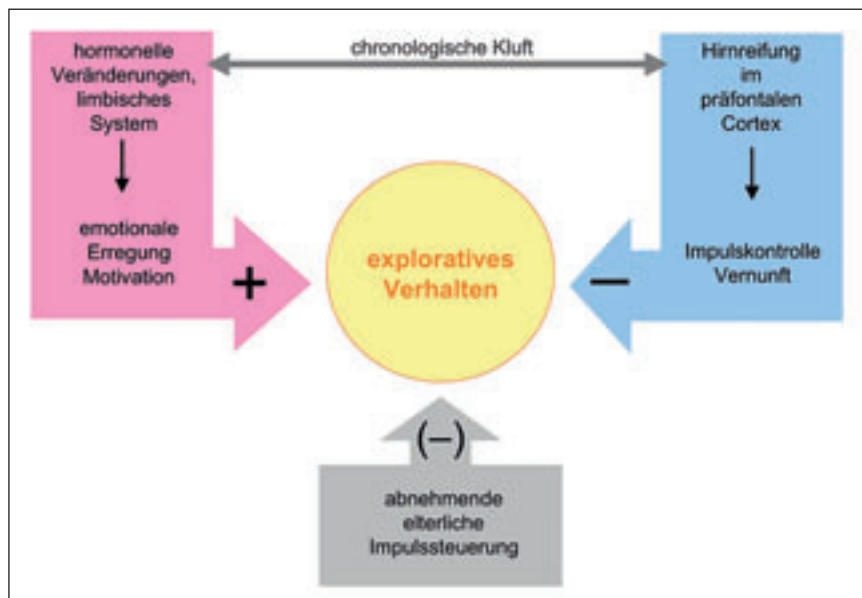 hormonelle
Veränderungen,
limbisches
System
emotionale
Erregung
Motivation
+
chronologische Kluft
Hirnreifung
im
präfontalen
Cortex
Impulskontrolle
Vernunft
−
exploratives
Verhalten
(−)
abnehmende
elterliche
Impulssteuerung